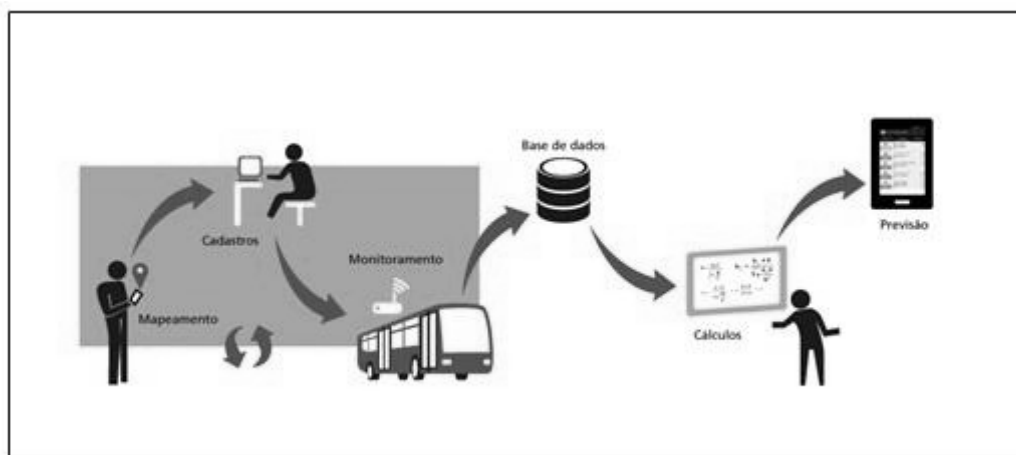 Mapeamento
Cadastros
Monitoramento
Base de dados
Cálculos
Previsão